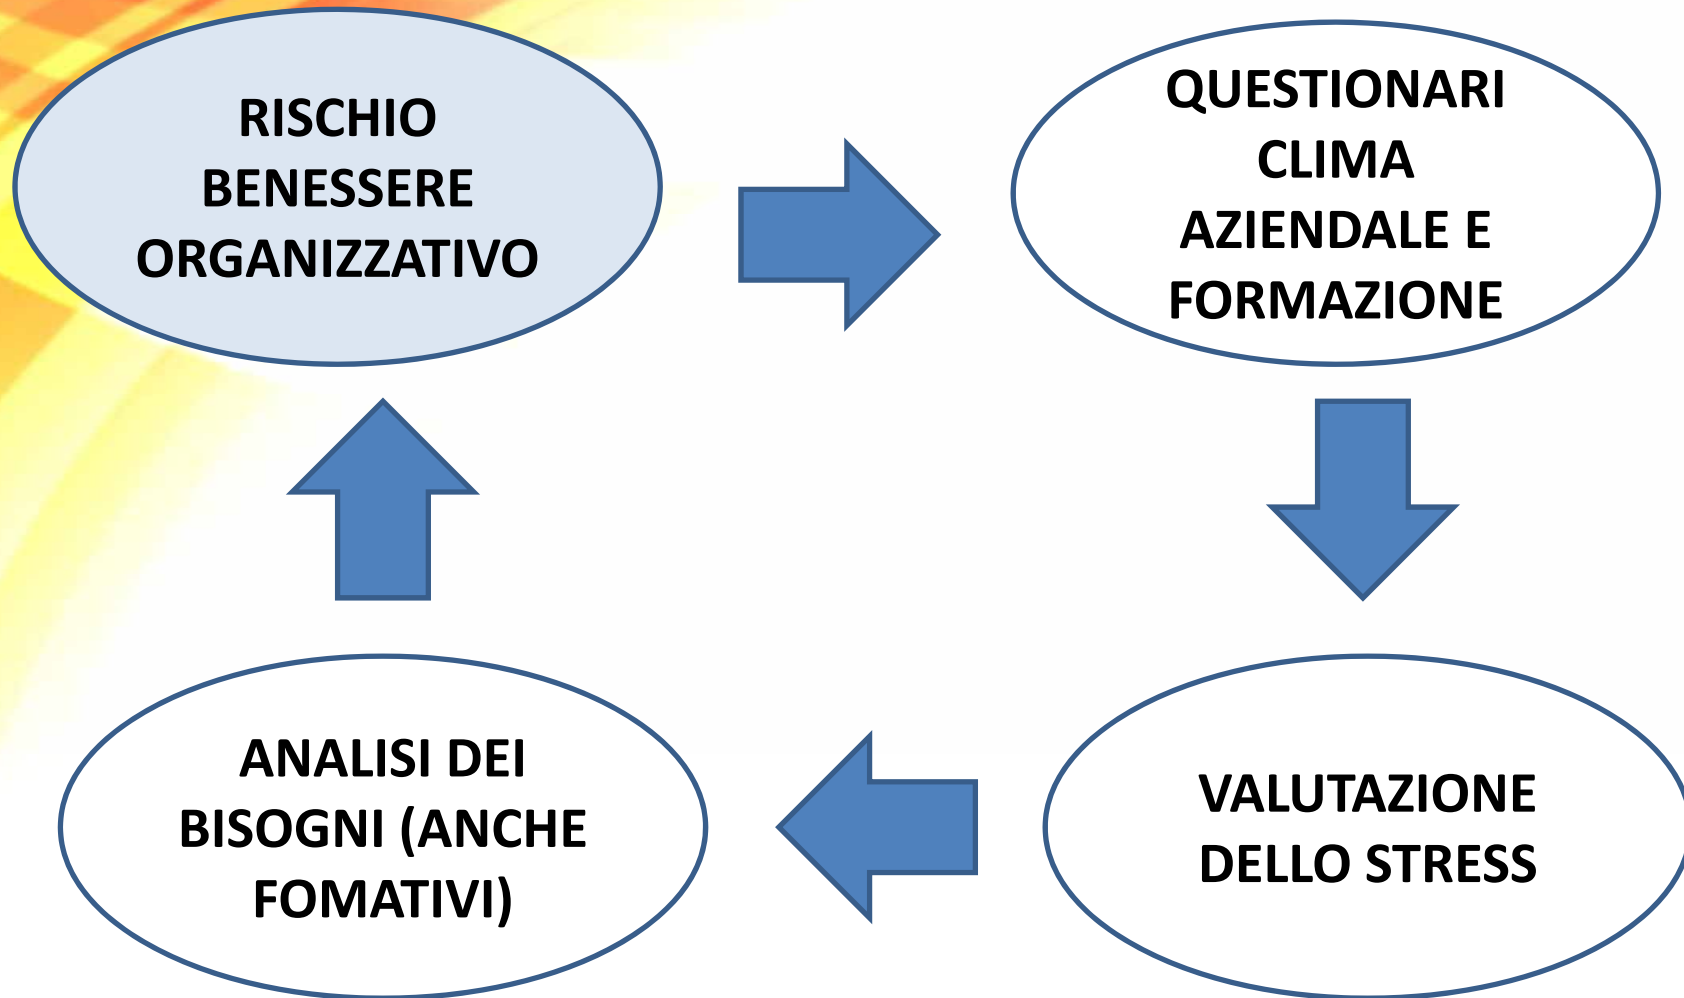 RISCHIO
BENESSERE
ORGANIZZATIVO
QUESTIONARI
CLIMA
AZIENDALE E
FORMAZIONE
VALUTAZIONE
DELLO STRESS
ANALISI DEI
BISOGNI (ANCHE
FOMATIVI)